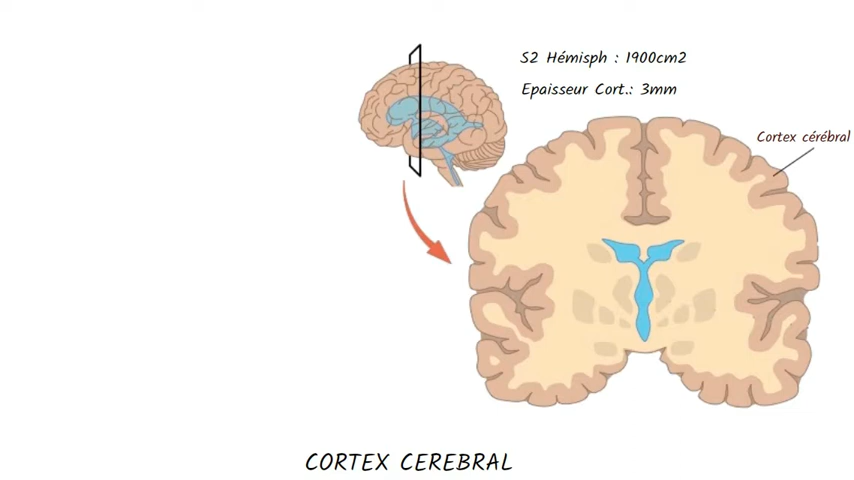 S2 Hémisph : 1900cm2
Epaisseur Cort.: 3mm
Cortex cérébral
CORTEX CEREBRAL